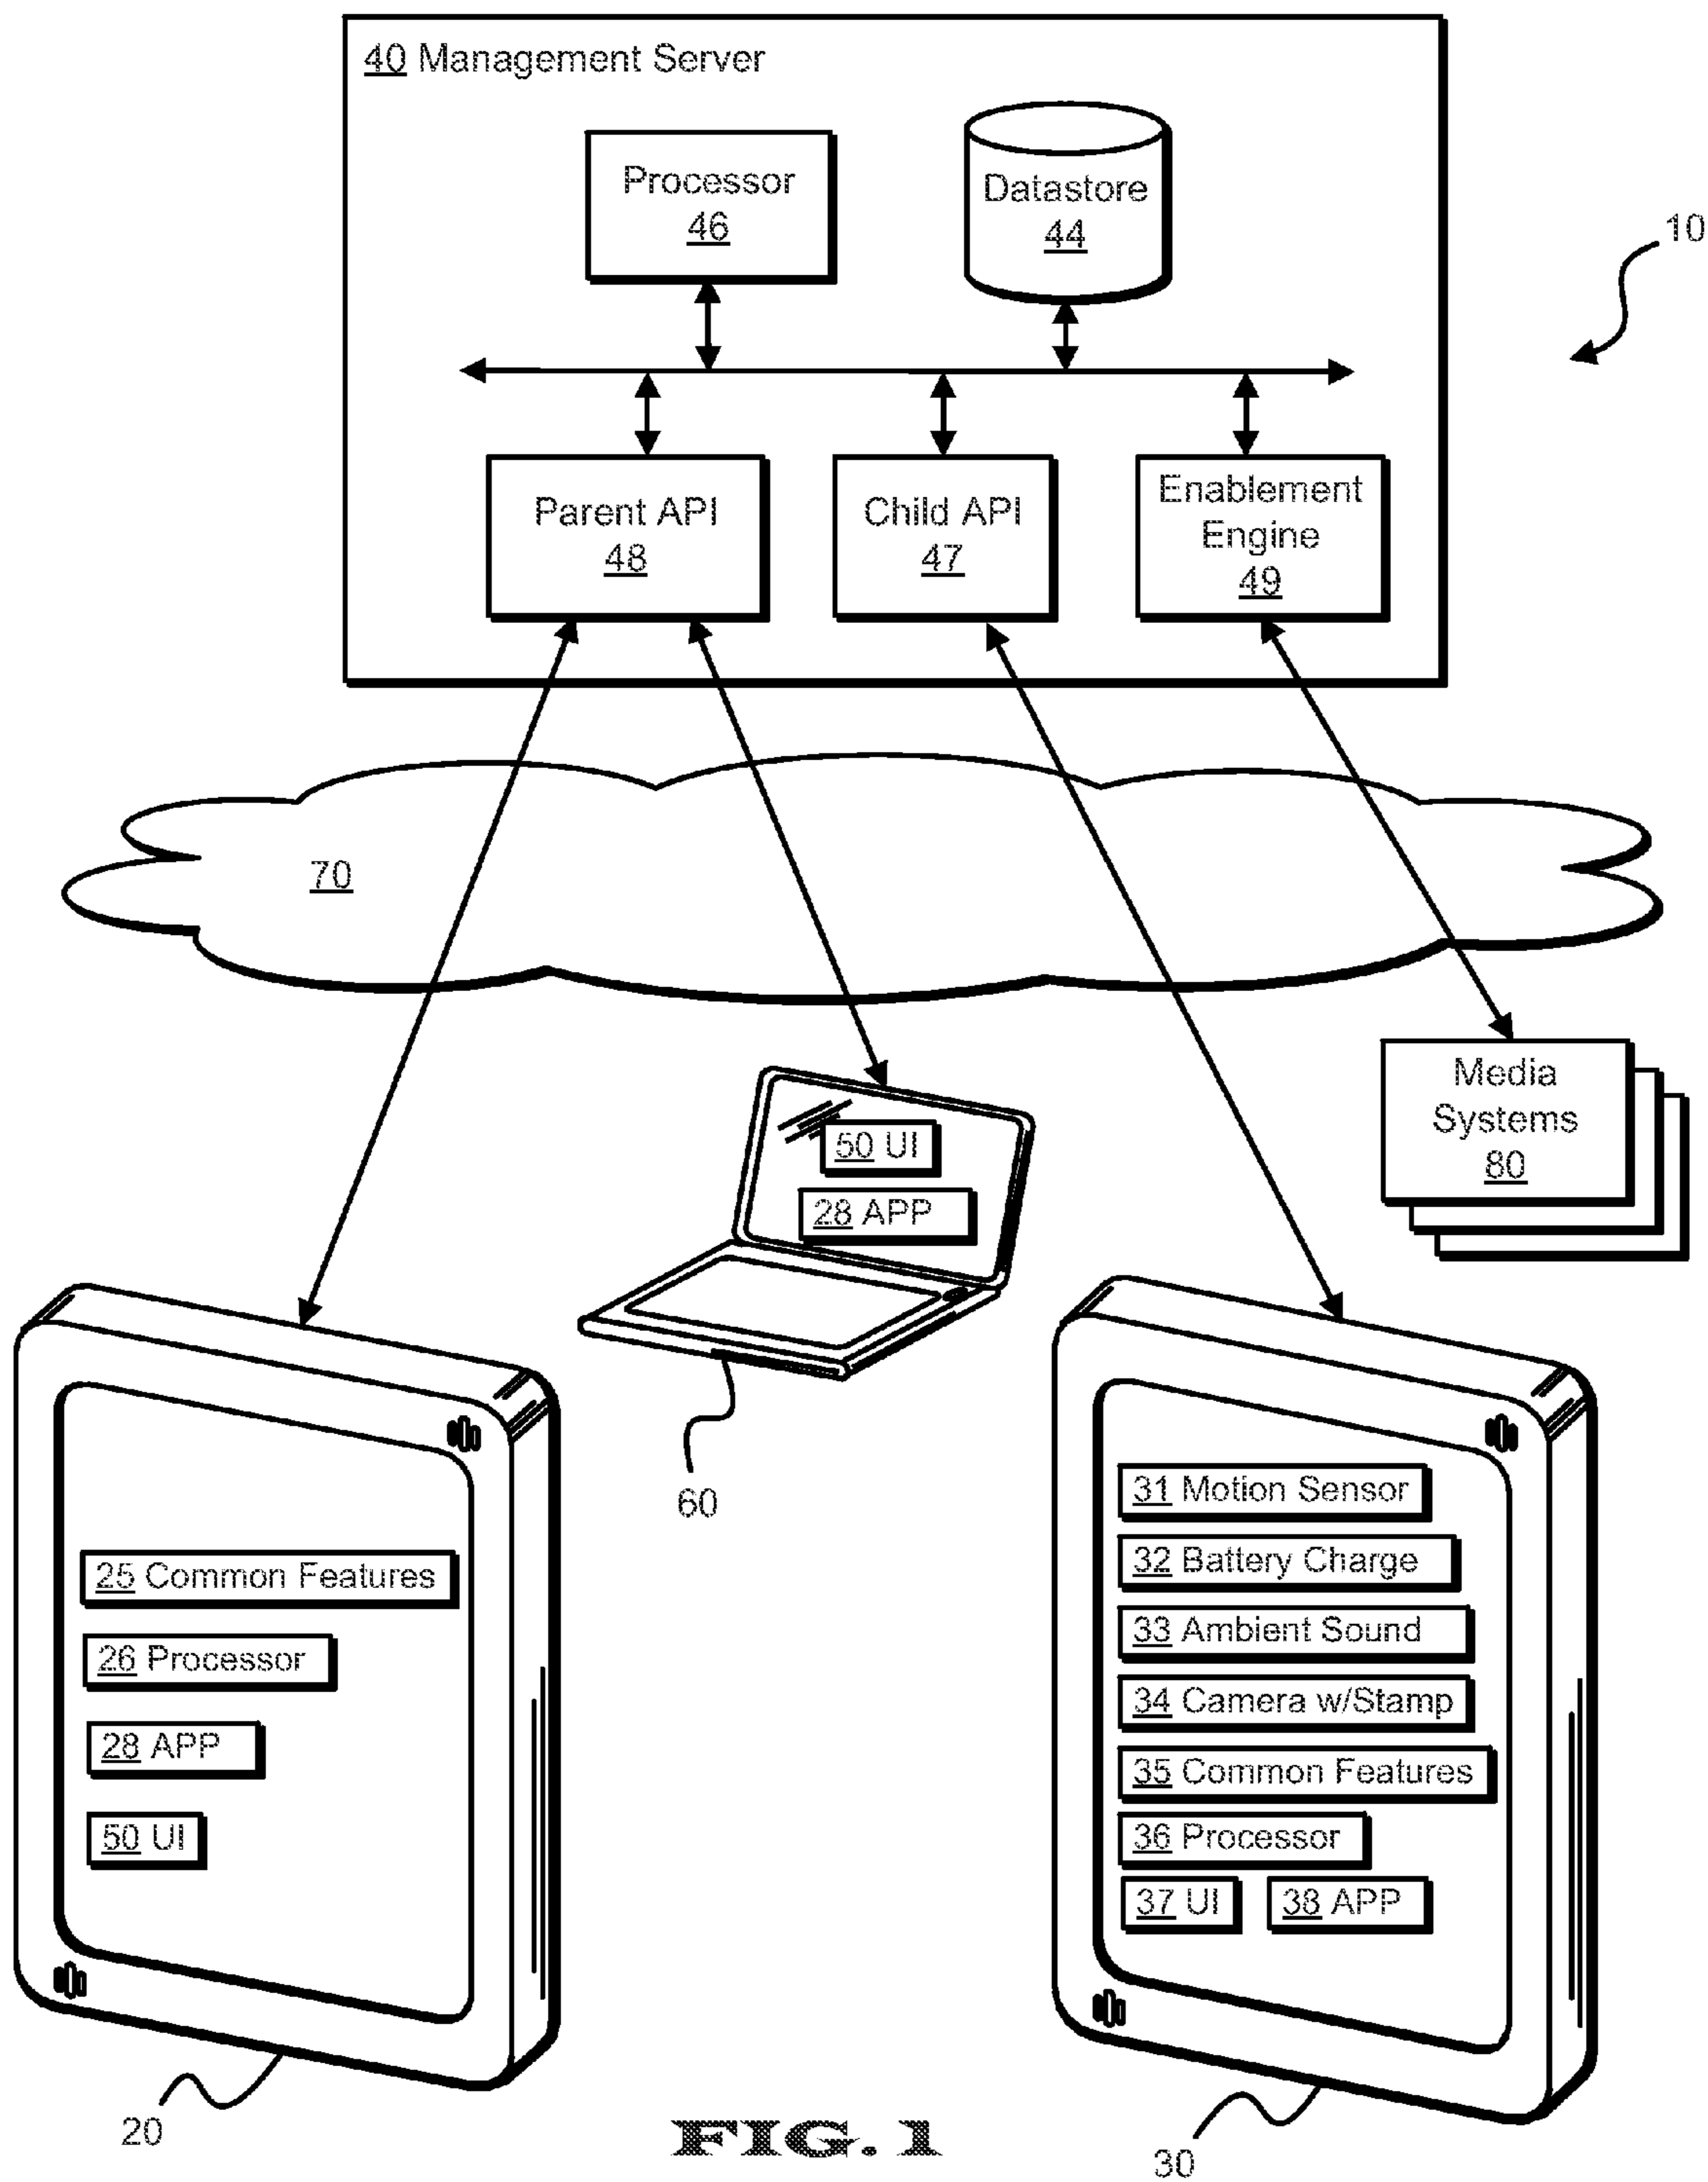 40 Management Server
Processor
46
Datastore
44
10
Parent API
48
Child API
47
Enablement
Engine
49
70
Media
Systems
80
50 UI
28 APP
60
25 Common Features
26 Processor
28 APP
50 UI
20
31 Motion Sensor
32 Battery Charge
33 Ambient Sound
34 Camera w/Stamp
35 Common Features
36 Processor
37 UI
38 APP
30
FIG. 1